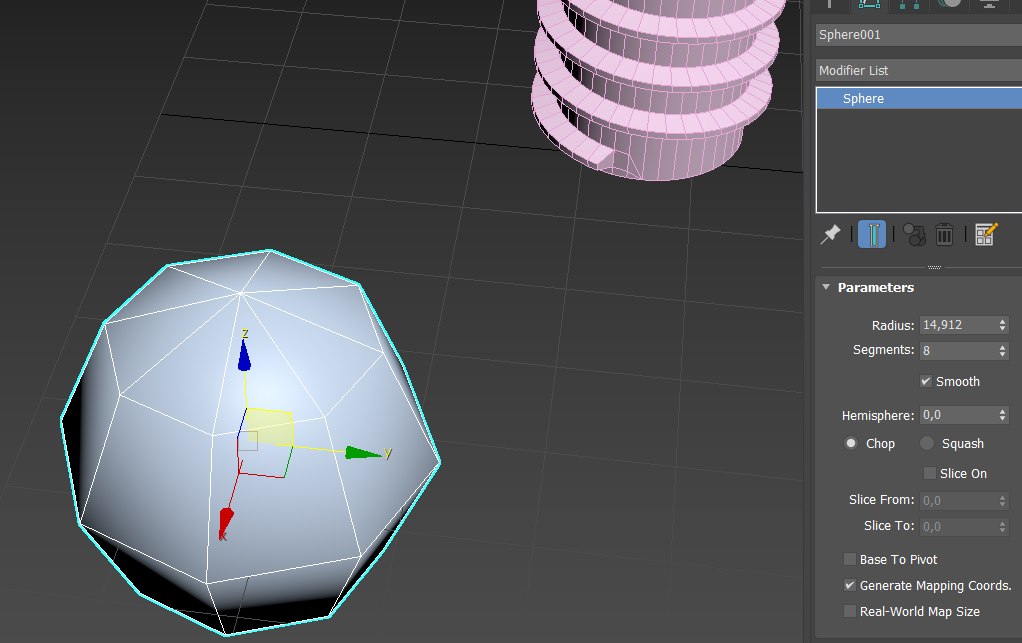 Sphere001
Modifier List
Sphere
Parameters
Radius: 14,912
Segments: 8
Smooth
Hemisphere: 0,0
Chop Squash
Slice On
Slice From: 0,0
Slice To: 0,0
Base To Pivot
Generate Mapping Coords.
Real-World Map Size
z
y
x